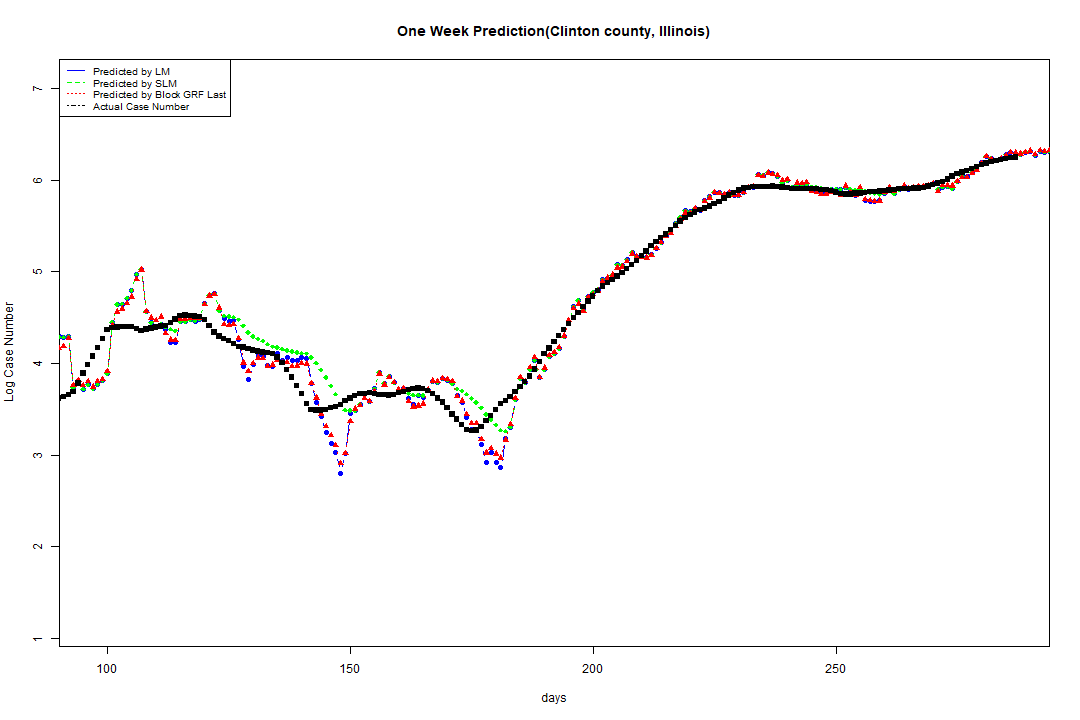 One Week Prediction(Clinton county, Illinois)
Predicted by LM
Predicted by SLM
Predicted by Block GRF Last
Actual Case Number
Log Case Number
7
6
5
4
3
2
1
100 150 200 250
days